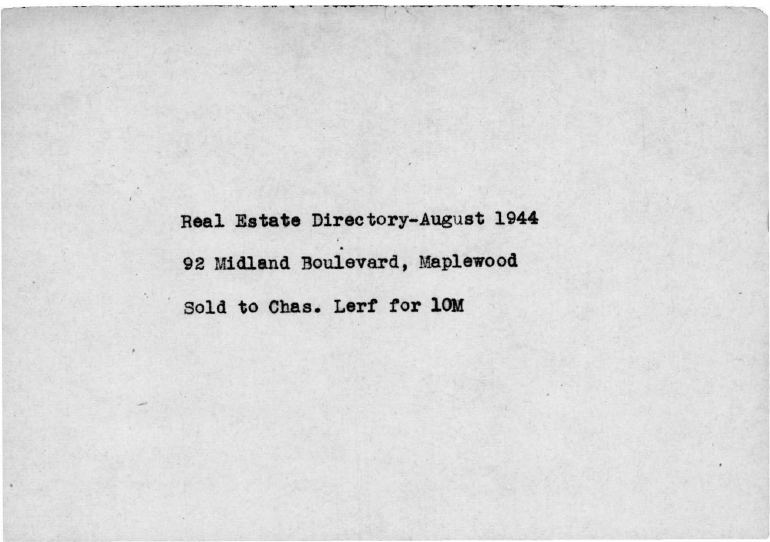 Real Estate Directory-August 1944
92 Midland Boulevard, Maplewood
Sold to Chas. Lerf for 10M